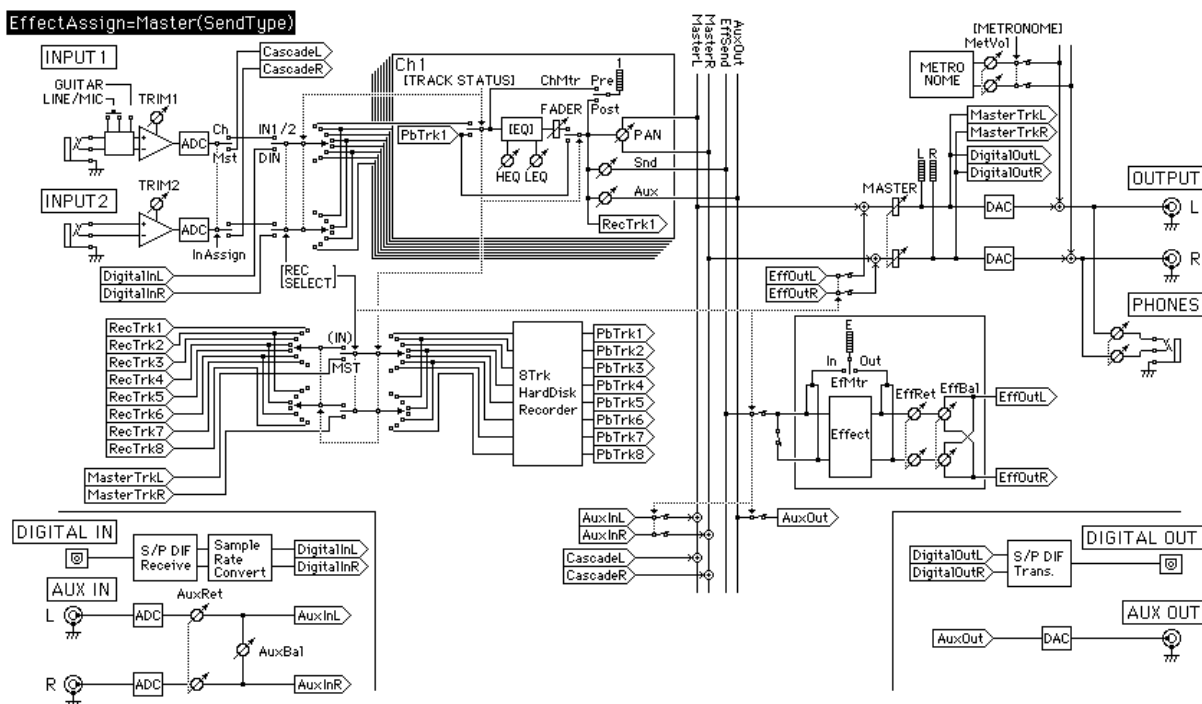 EffectAssign=Master(SendType)
INPUT1
GUITAR
LINE/MIC
TRIM1
ADC
Ch
Mst
CascadeL
CascadeR
IN1/2
DIN
INPUT2
TRIM2
ADC
InAssign
DigitalInL
DigitalInR
[REC
SELECT]
Ch1
[TRACK STATUS]
PbTrk1
ChMtr
Pre
1
Post
[EQ]
FADER
HEQ
LEQ
PAN
Snd
Aux
RecTrk1
MasterL
MasterR
EffSend
AuxOut
[METRONOME]
MetVol
METRO
NOME
MasterTrkL
MasterTrkR
DigitalOutL
DigitalOutR
L R
MASTER
DAC
DAC
OUTPUT
L
R
PHONES
EffOutL
EffOutR
RecTrk1
RecTrk2
RecTrk3
RecTrk4
RecTrk5
RecTrk6
RecTrk7
RecTrk8
MasterTrkL
MasterTrkR
(IN)
MST
8Trk
HardDisk
Recorder
PbTrk1
PbTrk2
PbTrk3
PbTrk4
PbTrk5
PbTrk6
PbTrk7
PbTrk8
E
In
Out
EfMtr
Effect
EffRet
EffBal
EffOutL
EffOutR
AuxInL
AuxInR
AuxOut
CascadeL
CascadeR
DIGITAL IN
S/P DIF
Receive
Sample
Rate
Convert
DigitalInL
DigitalInR
AUX IN
L
ADC
AuxRet
AuxInL
AuxBal
R
ADC
AuxInR
DIGITAL OUT
DigitalOutL
DigitalOutR
S/P DIF
Trans.
AUX OUT
AuxOut
DAC